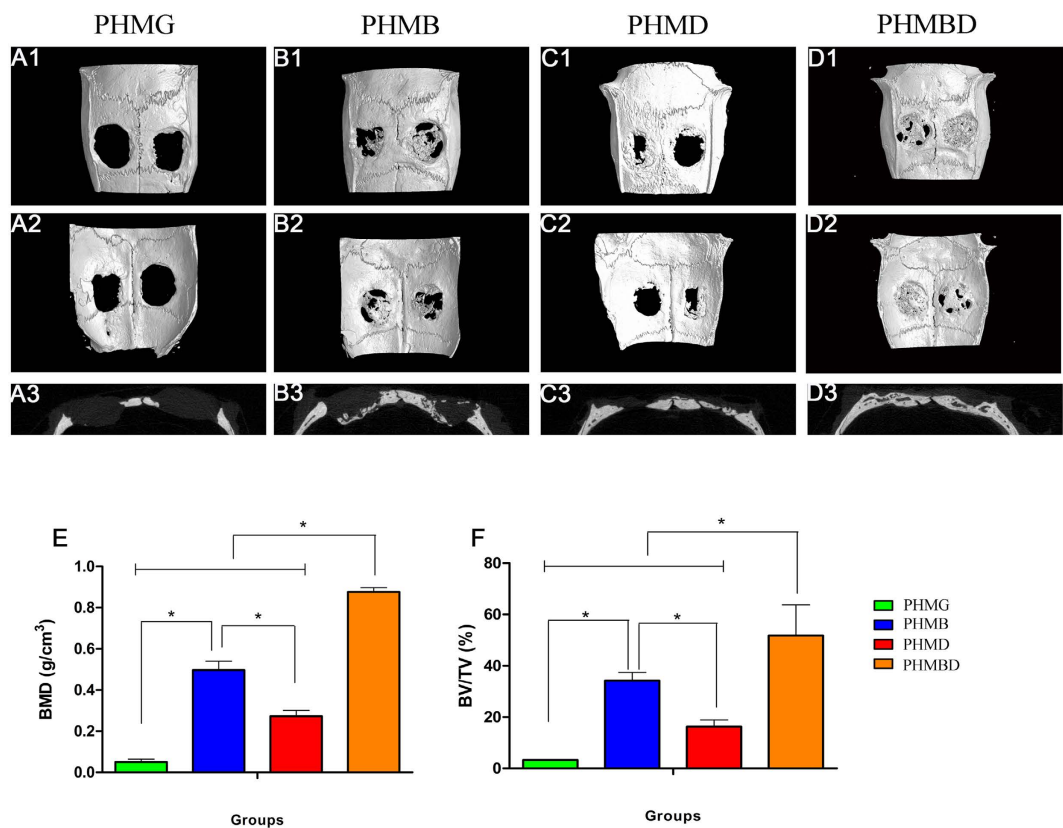 PHMG PHMB PHMD PHMBD
A1 B1 C1 D1
A2 B2 C2 D2
A3 B3 C3 D3
E
*
BMD (g/cm³)
1.0
0.8
0.6
0.4
0.2
0.0
* *
Groups
F
*
BV/TV (%)
80
60
40
20
0
* *
Groups
PHMG
PHMB
PHMD
PHMBD